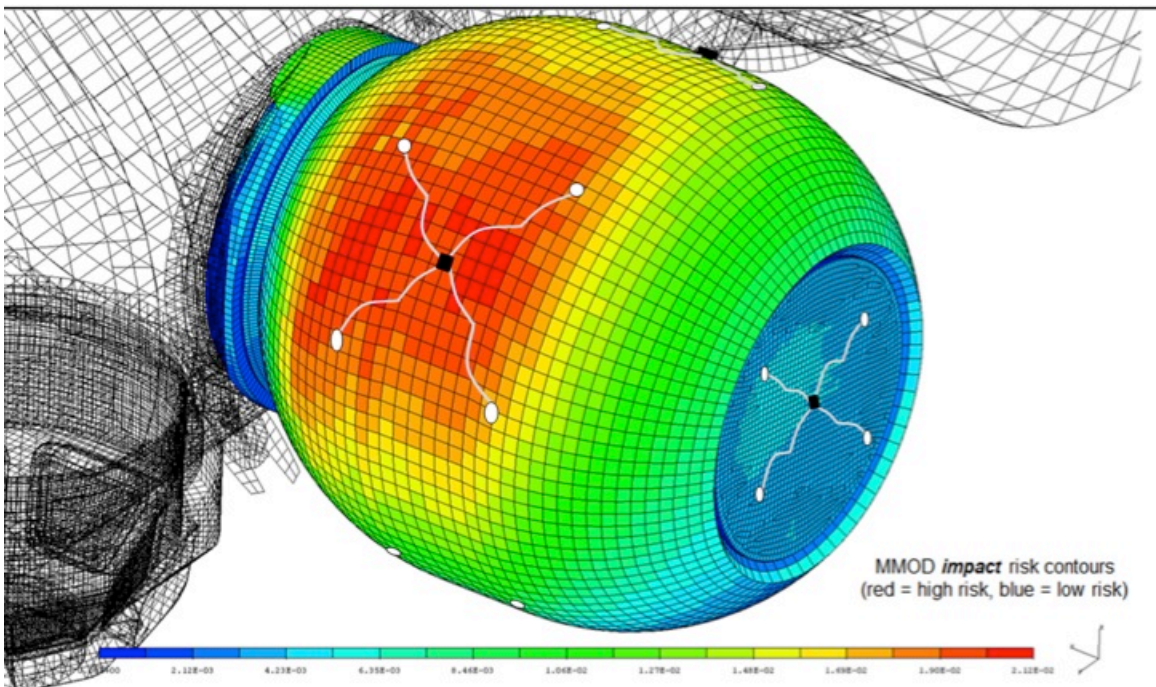 MMOD impact risk contours
(red = high risk, blue = low risk)
2.12E-03 4.23E-03 6.35E-03 8.46E-03 1.06E-02 1.27E-02 1.48E-02 1.69E-02 1.90E-02 2.12E-02